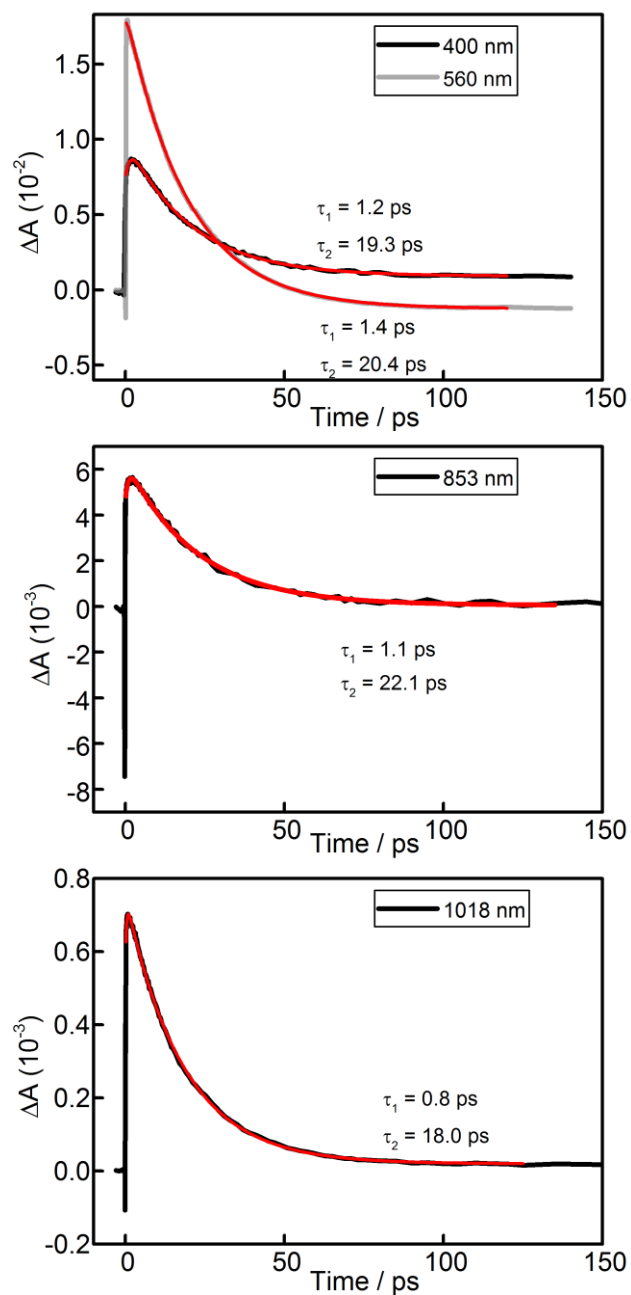 400 nm
560 nm
1.5
1.0
0.5
0.0
-0.5
ΔA (10⁻²)
τ₁ = 1.2 ps
τ₂ = 19.3 ps
τ₁ = 1.4 ps
τ₂ = 20.4 ps
0 50 100 150
Time / ps
853 nm
6
4
2
0
-2
-4
-6
-8
ΔA (10⁻³)
τ₁ = 1.1 ps
τ₂ = 22.1 ps
0 50 100 150
Time / ps
1018 nm
0.8
0.6
0.4
0.2
0.0
-0.2
ΔA (10⁻³)
τ₁ = 0.8 ps
τ₂ = 18.0 ps
0 50 100 150
Time / ps